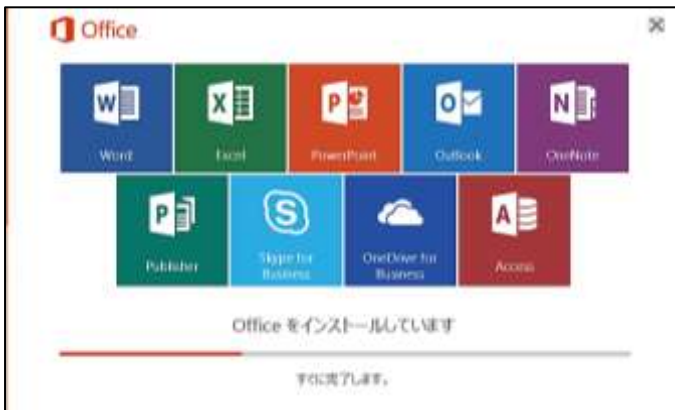 Office
Word
Excel
PowerPoint
Outlook
OneNote
Publisher
Skype for
Business
OneDrive for
Business
Access
Office をインストールしています
すぐに完了します。